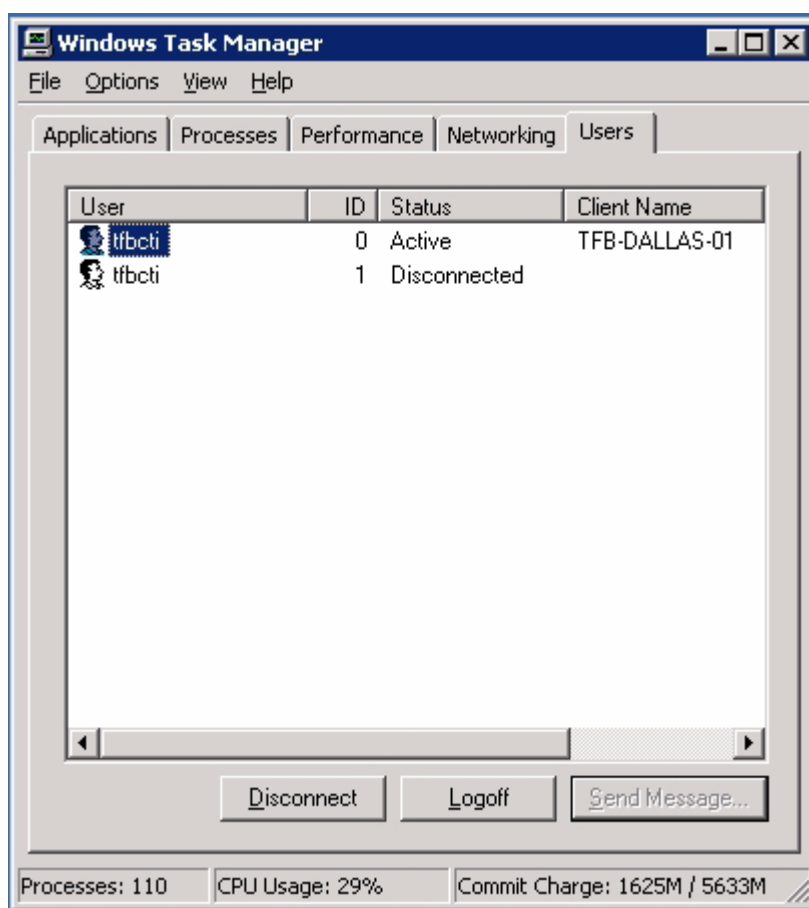 Windows Task Manager
File Options View Help
Applications Processes Performance Networking Users
User ID Status Client Name
tfbcti 0 Active TFB-DALLAS-01
tfbcti 1 Disconnected
Disconnect Logoff Send Message...
Processes: 110 CPU Usage: 29% Commit Charge: 1625M / 5633M